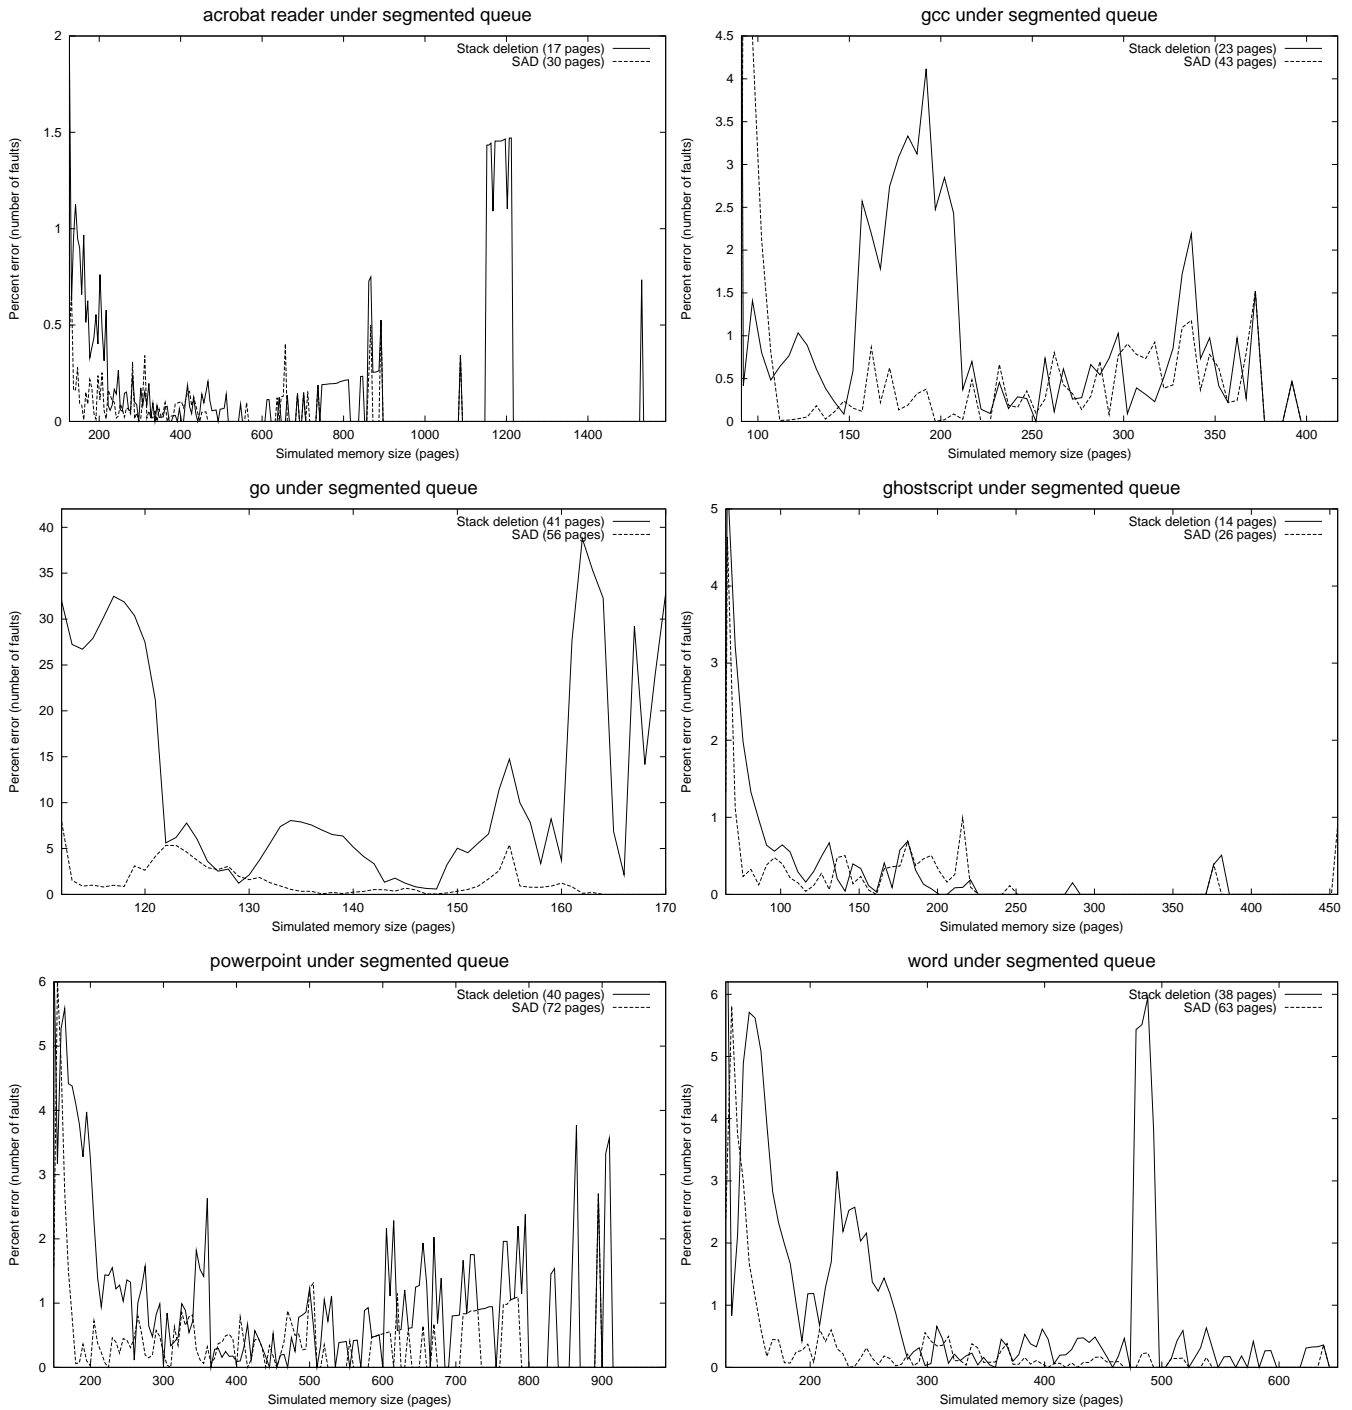 acrobat reader under segmented queue
Percent error (number of faults)
2
1.5
1
0.5
0
Stack deletion (17 pages)
SAD (30 pages)
200 400 600 800 1000 1200 1400
Simulated memory size (pages)
gcc under segmented queue
Percent error (number of faults)
4.5
4
3.5
3
2.5
2
1.5
1
0.5
0
Stack deletion (23 pages)
SAD (43 pages)
100 150 200 250 300 350 400
Simulated memory size (pages)
go under segmented queue
Percent error (number of faults)
40
35
30
25
20
15
10
5
0
Stack deletion (41 pages)
SAD (56 pages)
120 130 140 150 160 170
Simulated memory size (pages)
ghostscript under segmented queue
Percent error (number of faults)
5
4
3
2
1
0
Stack deletion (14 pages)
SAD (26 pages)
100 150 200 250 300 350 400 450
Simulated memory size (pages)
powerpoint under segmented queue
Percent error (number of faults)
6
5
4
3
2
1
0
Stack deletion (40 pages)
SAD (72 pages)
200 300 400 500 600 700 800 900
Simulated memory size (pages)
word under segmented queue
Percent error (number of faults)
6
5
4
3
2
1
0
Stack deletion (38 pages)
SAD (63 pages)
200 300 400 500 600
Simulated memory size (pages)